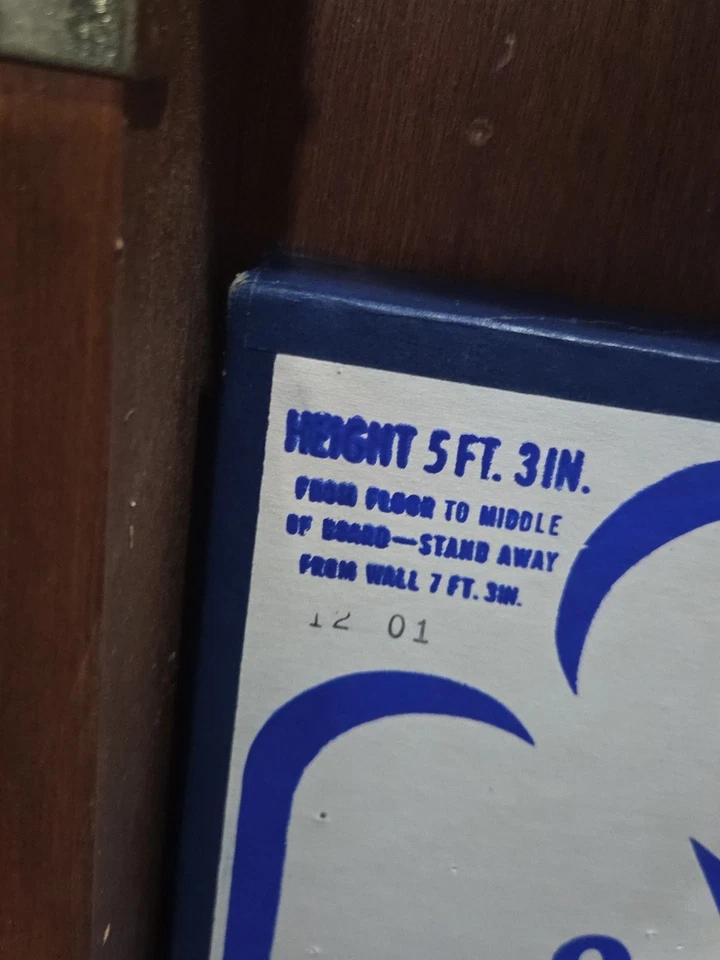 HEIGHT 5 FT. 3 IN.
FROM FLOOR TO MIDDLE
OF BOARD—STAND AWAY
FROM WALL 7 FT. 3 IN.
12 01